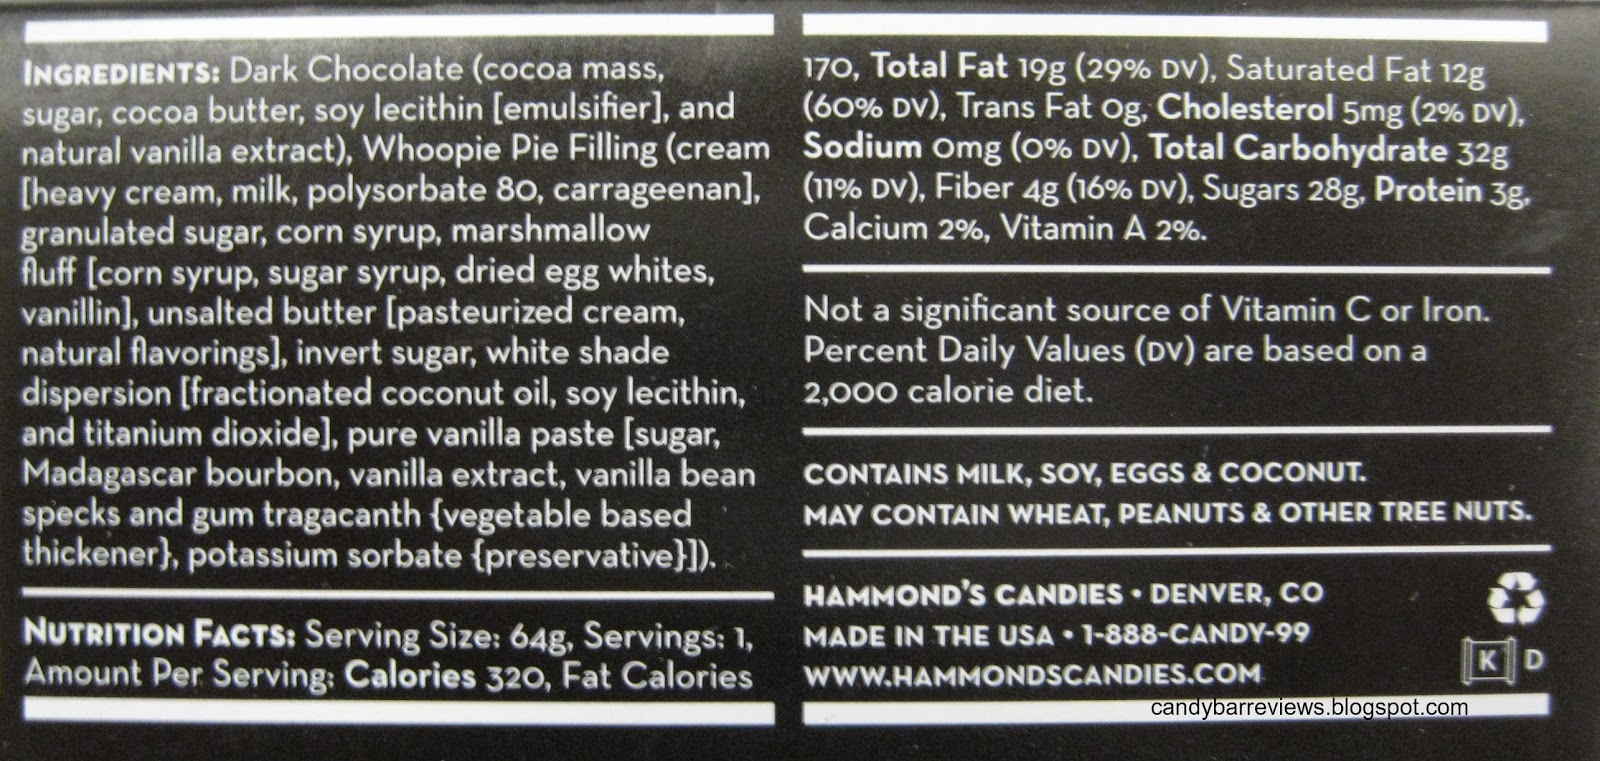 INGREDIENTS: Dark Chocolate (cocoa mass,
sugar, cocoa butter, soy lecithin [emulsifier], and
natural vanilla extract), Whoopie Pie Filling (cream
[heavy cream, milk, polysorbate 80, carrageenan],
granulated sugar, corn syrup, marshmallow
fluff [corn syrup, sugar syrup, dried egg whites,
vanillin], unsalted butter [pasteurized cream,
natural flavorings], invert sugar, white shade
dispersion [fractionated coconut oil, soy lecithin,
and titanium dioxide], pure vanilla paste [sugar,
Madagascar bourbon, vanilla extract, vanilla bean
specks and gum tragacanth {vegetable based
thickener}, potassium sorbate {preservative}]).
NUTRITION FACTS: Serving Size: 64g, Servings: 1,
Amount Per Serving: Calories 320, Fat Calories
170, Total Fat 19g (29% DV), Saturated Fat 12g
(60% DV), Trans Fat 0g, Cholesterol 5mg (2% DV),
Sodium 0mg (0% DV), Total Carbohydrate 32g
(11% DV), Fiber 4g (16% DV), Sugars 28g, Protein 3g,
Calcium 2%, Vitamin A 2%.
Not a significant source of Vitamin C or Iron.
Percent Daily Values (DV) are based on a
2,000 calorie diet.
CONTAINS MILK, SOY, EGGS & COCONUT.
MAY CONTAIN WHEAT, PEANUTS & OTHER TREE NUTS.
HAMMOND'S CANDIES • DENVER, CO
MADE IN THE USA • 1-888-CANDY-99
WWW.HAMMONDSCANDIES.COM
K D
candybarreviews.blogspot.com